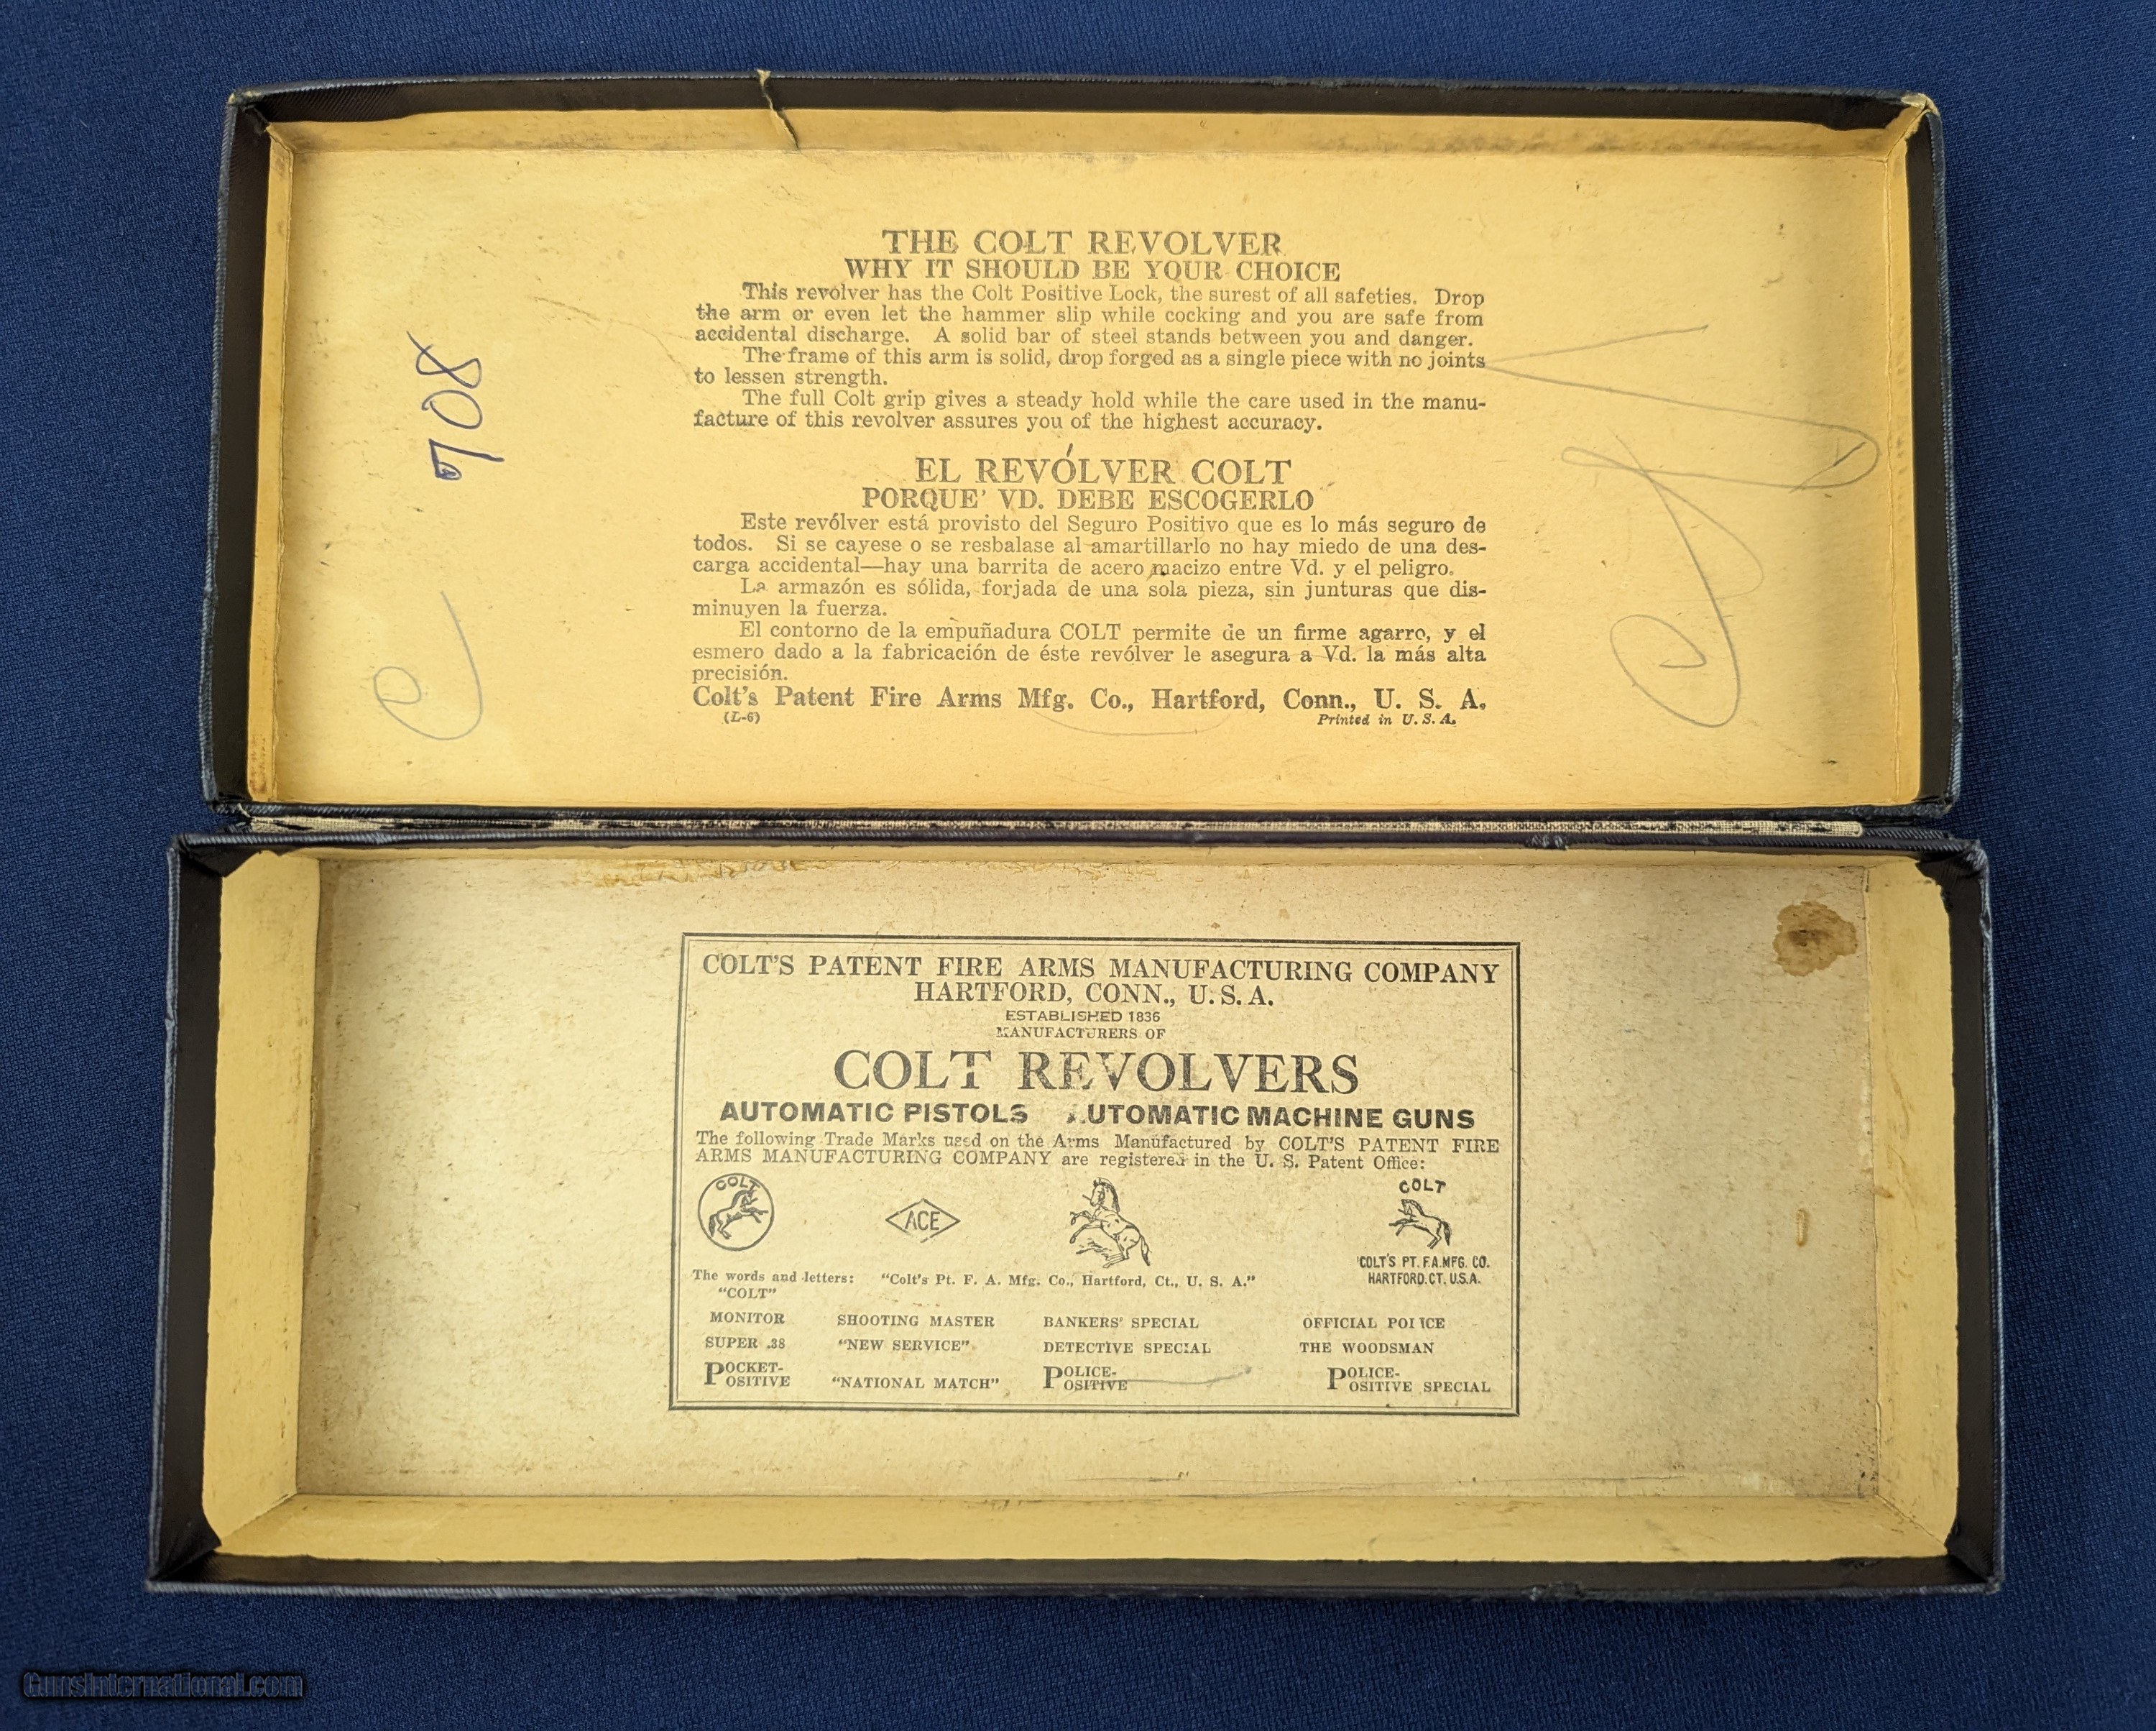 THE COLT REVOLVER
WHY IT SHOULD BE YOUR CHOICE
This revolver has the Colt Positive Lock, the surest of all safeties. Drop
the arm or even let the hammer slip while cocking and you are safe from
accidental discharge. A solid bar of steel stands between you and danger.
The frame of this arm is solid, drop forged as a single piece with no joints
to lessen strength.
The full Colt grip gives a steady hold while the care used in the manu-
facture of this revolver assures you of the highest accuracy.
EL REVÓLVER COLT
PORQUE' VD. DEBE ESCOGERLO
Este revólver está provisto del Seguro Positivo que es lo más seguro de
todos. Si se cayese o se resbalase al amartillarlo no hay miedo de una des-
carga accidental—hay una barrita de acero macizo entre Vd. y el peligro.
La armazón es sólida, forjada de una sola pieza, sin junturas que dis-
minuyen la fuerza.
El contorno de la empuñadura COLT permite de un firme agarro, y el
esmero dado a la fabricación de éste revólver le asegura a Vd. la más alta
precisión.
Colt's Patent Fire Arms Mfg. Co., Hartford, Conn., U. S. A.
(L-6) Printed in U. S. A.
708
COLT'S PATENT FIRE ARMS MANUFACTURING COMPANY
HARTFORD, CONN., U. S. A.
ESTABLISHED 1836
MANUFACTURERS OF
COLT REVOLVERS
AUTOMATIC PISTOLS AUTOMATIC MACHINE GUNS
The following Trade Marks used on the Arms Manufactured by COLT'S PATENT FIRE
ARMS MANUFACTURING COMPANY are registered in the U. S. Patent Office:
COLT
ACE
COLT
COLT'S PT. F.A. MFG. CO.
HARTFORD. CT. U.S.A.
The words and letters: "Colt's Pt. F. A. Mfg. Co., Hartford, Ct., U. S. A."
"COLT"
MONITOR SHOOTING MASTER BANKERS' SPECIAL OFFICIAL POLICE
SUPER .38 "NEW SERVICE" DETECTIVE SPECIAL THE WOODSMAN
POCKET-POSITIVE "NATIONAL MATCH" POLICE-POSITIVE POLICE-POSITIVE SPECIAL
GunsInternational.com